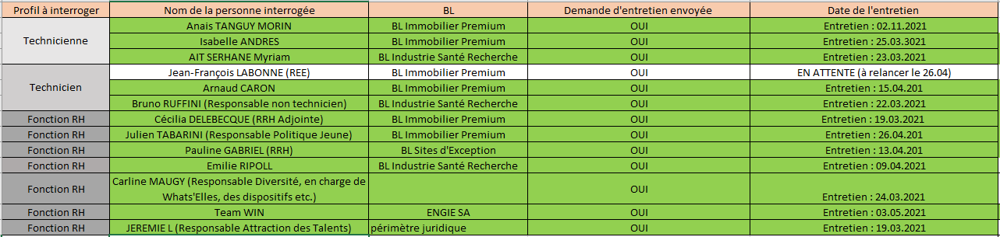 Profil à interroger Nom de la personne interrogée BL Demande d'entretien envoyée Date de l'entretien
Anais TANGUY MORIN BL Immobilier Premium OUI Entretien : 02.11.2021
Technicienne Isabelle ANDRES BL Immobilier Premium OUI Entretien : 25.03.3021
AIT SERHANE Myriam BL Industrie Santé Recherche OUI Entretien : 23.03.2021
Jean-François LABONNE (REE) BL Immobilier Premium OUI EN ATTENTE (à relancer le 26.04)
Technicien Arnaud CARON BL Immobilier Premium OUI Entretien : 15.04.201
Bruno RUFFINI (Responsable non technicien) BL Industrie Santé Recherche OUI Entretien : 22.03.2021
Fonction RH Cécilia DELEBECQUE (RRH Adjointe) BL Immobilier Premium OUI Entretien : 19.03.2021
Fonction RH Julien TABARINI (Responsable Politique Jeune) BL Immobilier Premium OUI Entretien : 26.04.201
Fonction RH Pauline GABRIEL (RRH) BL Sites d'Exception OUI Entretien : 13.04.201
Fonction RH Emilie RIPOLL BL Industrie Santé Recherche OUI Entretien : 09.04.2021
Carline MAUGY (Responsable Diversité, en charge de
Fonction RH Whats'Elles, des dispositifs etc.) OUI Entretien : 24.03.2021
Fonction RH Team WIN ENGIE SA OUI Entretien : 03.05.2021
Fonction RH JEREMIE L (Responsable Attraction des Talents) périmètre juridique OUI Entretien : 19.03.2021